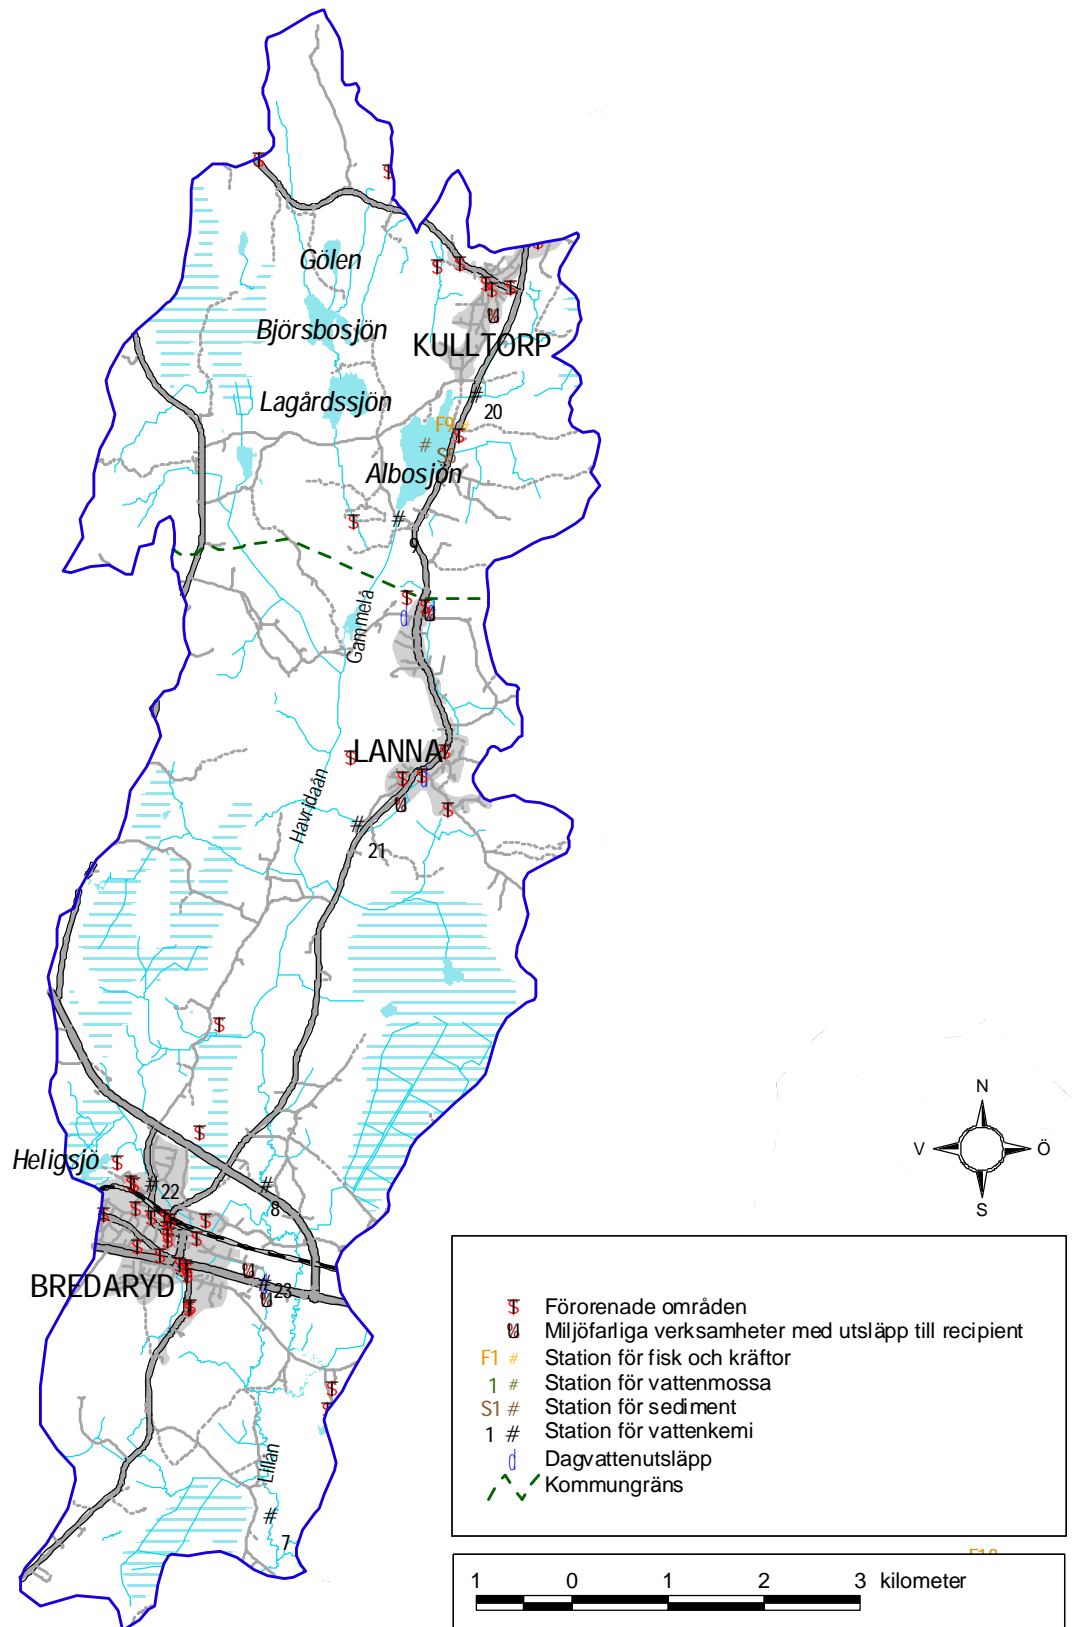 Gölen
Björsbosjön
KULLTORP
Lagårdssjön
20
F9
S5
Albosjön
9
Gammelå
LANNA
Havridaån
21
Heligsjö
22
8
BREDARYD
23
Lillån
7
N
V
Ö
S
Förorenade områden
Miljöfarliga verksamheter med utsläpp till recipient
F1 # Station för fisk och kräftor
1 # Station för vattenmossa
S1 # Station för sediment
1 # Station för vattenkemi
d Dagvattenutsläpp
Kommungräns
1 0 1 2 3 kilometer